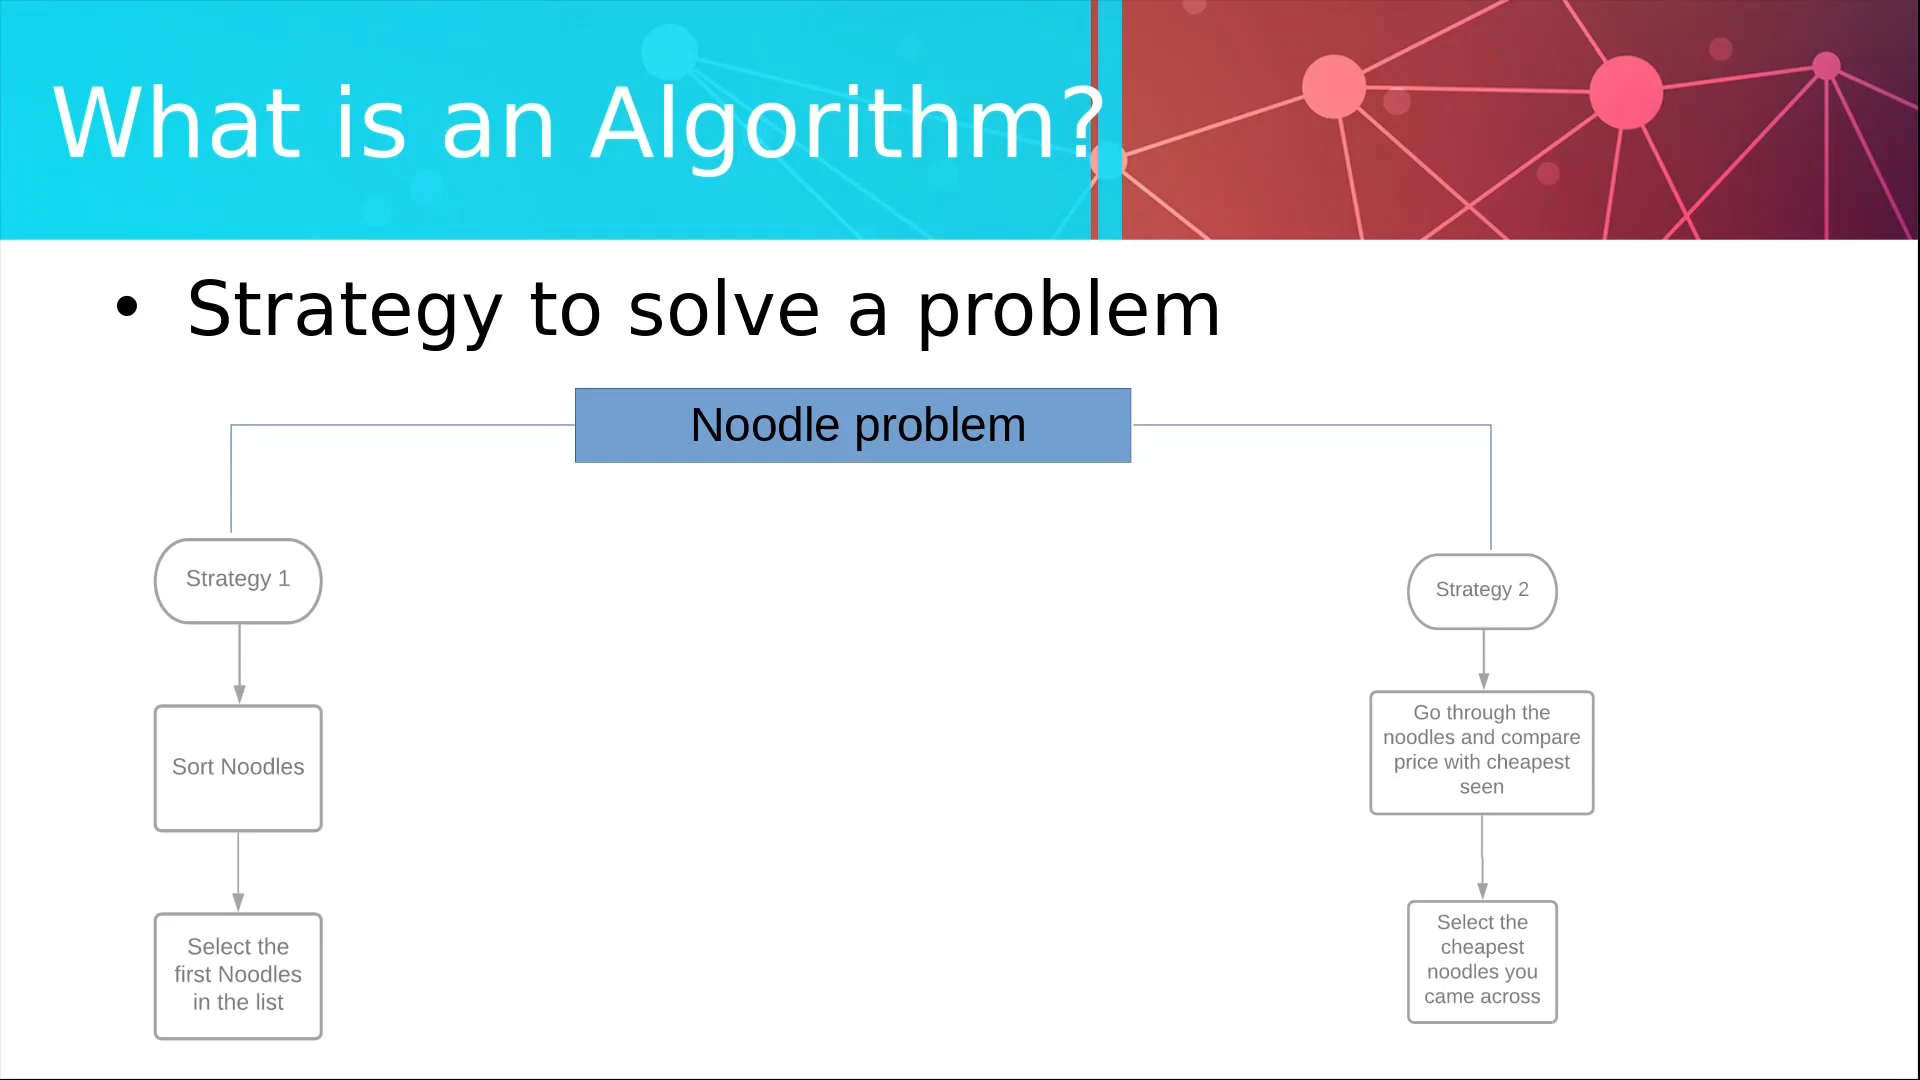 What is an Algorithm?
• Strategy to solve a problem
Noodle problem
Strategy 1
Sort Noodles
Select the
first Noodles
in the list
Strategy 2
Go through the
noodles and compare
price with cheapest
seen
Select the
cheapest
noodles you
came across